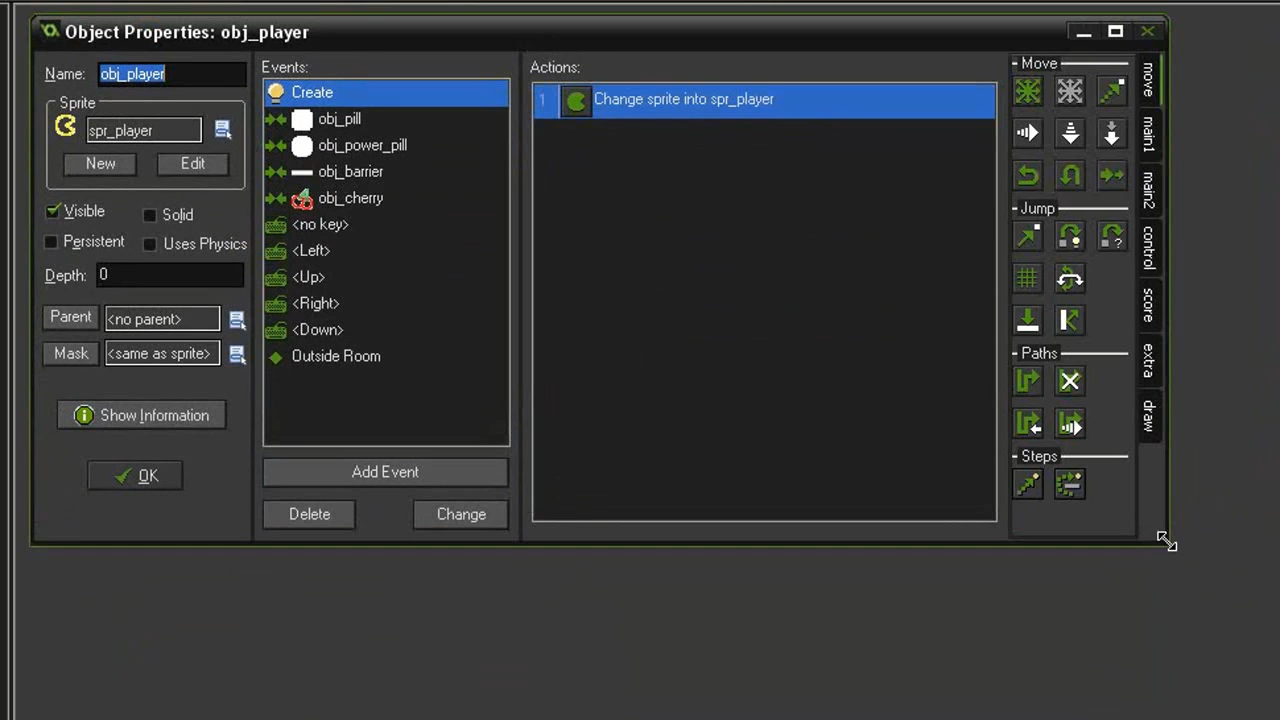 Object Properties: obj_player
Name: obj_player
Sprite
spr_player
New Edit
Visible Solid
Persistent Uses Physics
Depth: 0
Parent <no parent>
Mask <same as sprite>
Show Information
OK
Events:
Create
obj_pill
obj_power_pill
obj_barrier
obj_cherry
<no key>
<Left>
<Up>
<Right>
<Down>
Outside Room
Add Event
Delete Change
Actions:
1 Change sprite into spr_player
Move
Jump
?
Paths
Steps
move
main1
main2
control
score
extra
draw